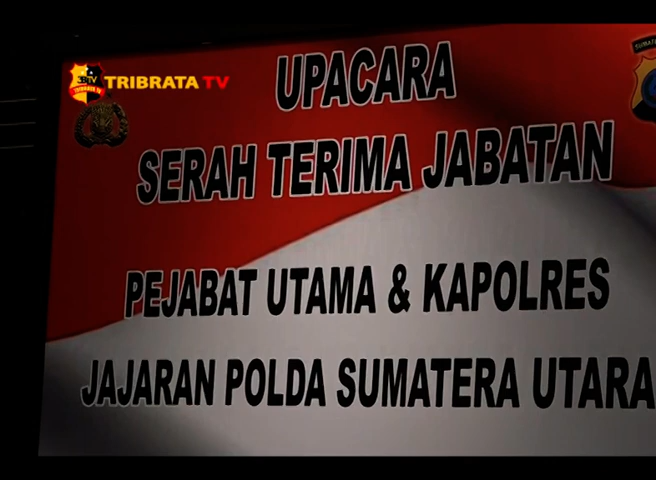 TRIBRATA TV
UPACARA
SERAH TERIMA JABATAN
PEJABAT UTAMA & KAPOLRES
JAJARAN POLDA SUMATERA UTARA